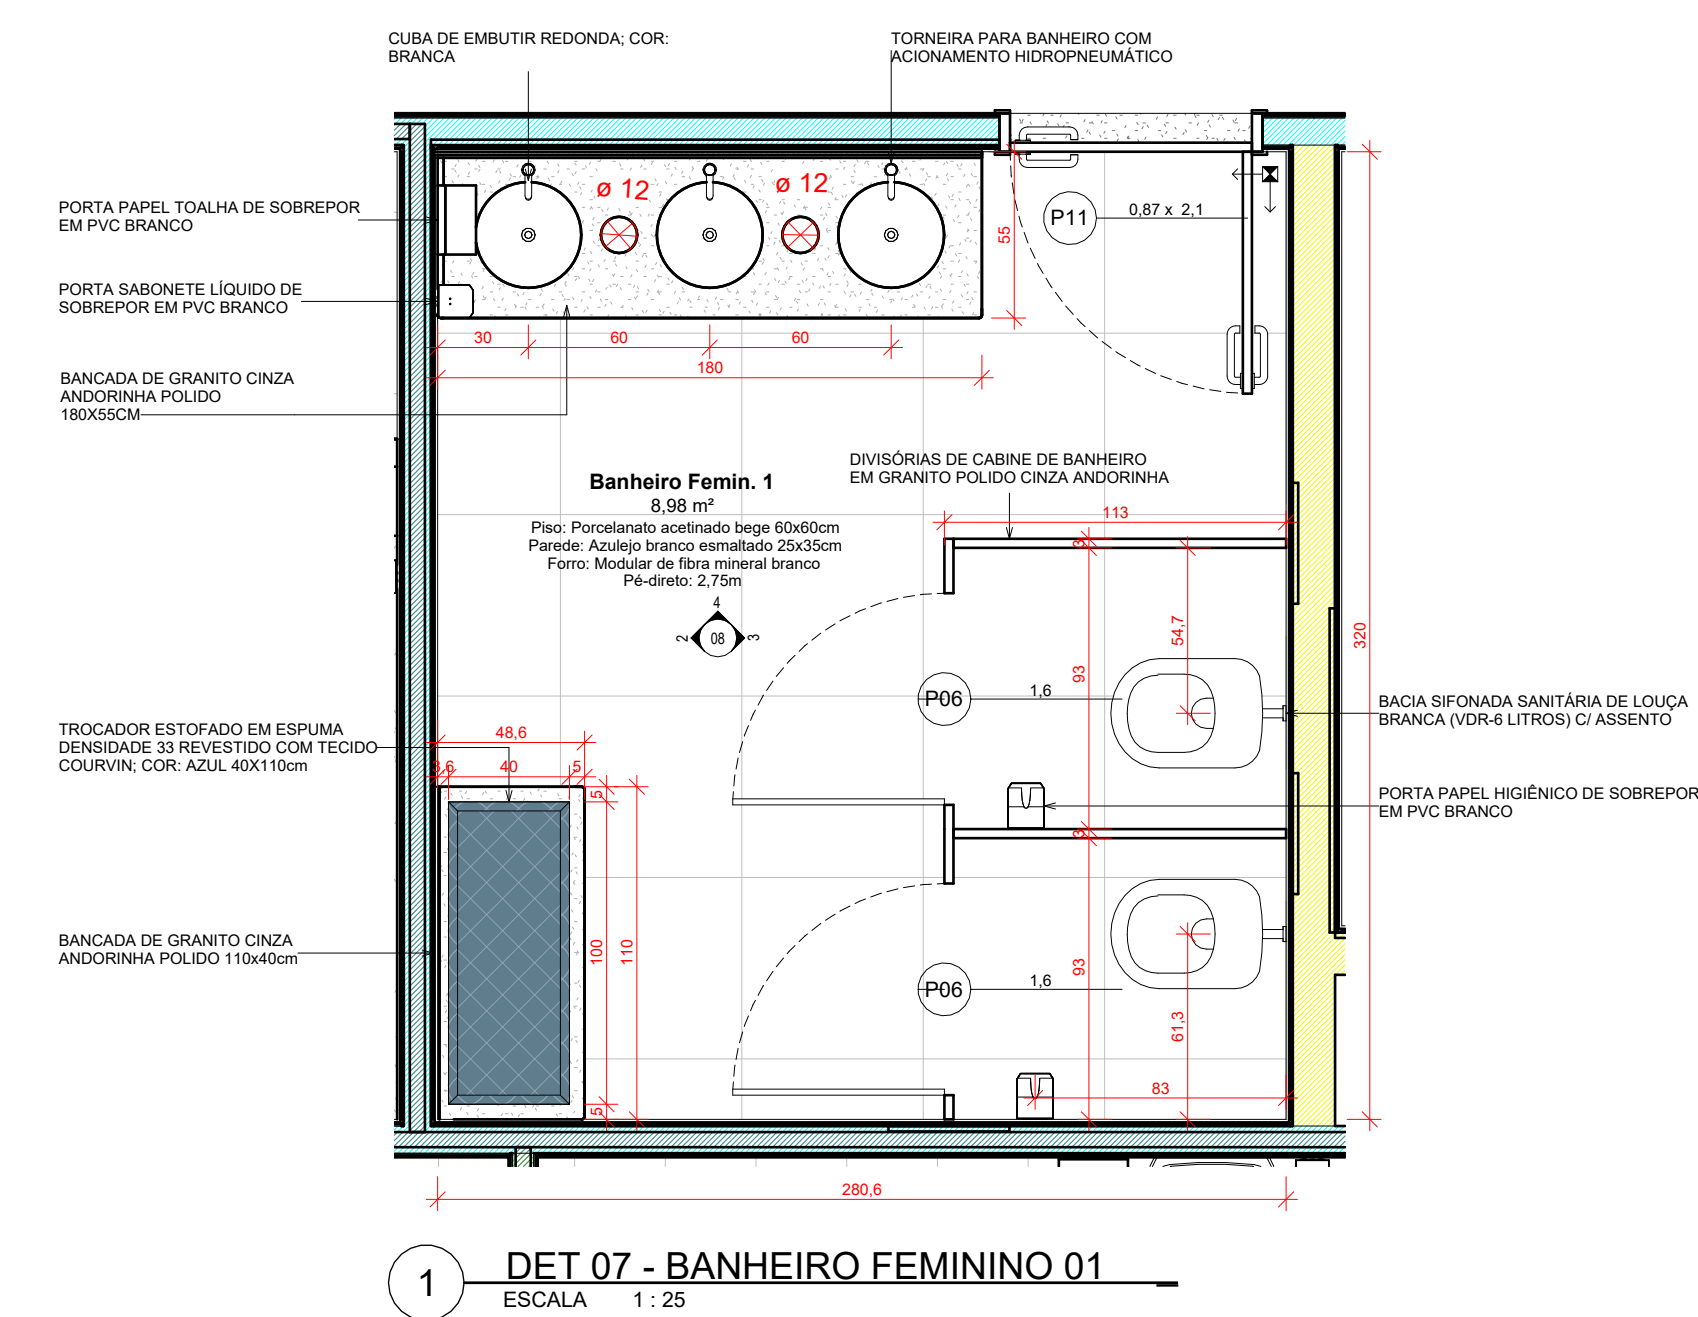 CUBA DE EMBUTIR REDONDA; COR:
BRANCA
TORNEIRA PARA BANHEIRO COM
ACIONAMENTO HIDROPNEUMÁTICO
PORTA PAPEL TOALHA DE SOBREPOR
EM PVC BRANCO
PORTA SABONETE LÍQUIDO DE
SOBREPOR EM PVC BRANCO
BANCADA DE GRANITO CINZA
ANDORINHA POLIDO
180X55CM
ø 12
ø 12
55
P11
0,87 x 2,1
30
60
60
180
DIVISÓRIAS DE CABINE DE BANHEIRO
EM GRANITO POLIDO CINZA ANDORINHA
Banheiro Femin. 1
8,98 m²
Piso: Porcelanato acetinado bege 60x60cm
Parede: Azulejo branco esmaltado 25x35cm
Forro: Modular de fibra mineral branco
Pé-direto: 2,75m
4
2
08
3
113
3
54,7
93
320
P06
1,6
BACIA SIFONADA SANITÁRIA DE LOUÇA
BRANCA (VDR-6 LITROS) C/ ASSENTO
TROCADOR ESTOFADO EM ESPUMA
DENSIDADE 33 REVESTIDO COM TECIDO
COURVIN; COR: AZUL 40X110cm
48,6
3,6
40
5
5
PORTA PAPEL HIGIÊNICO DE SOBREPOR
EM PVC BRANCO
3
BANCADA DE GRANITO CINZA
ANDORINHA POLIDO 110x40cm
100
110
93
P06
1,6
61,3
83
5
280,6
1
DET 07 - BANHEIRO FEMININO 01
ESCALA 1 : 25